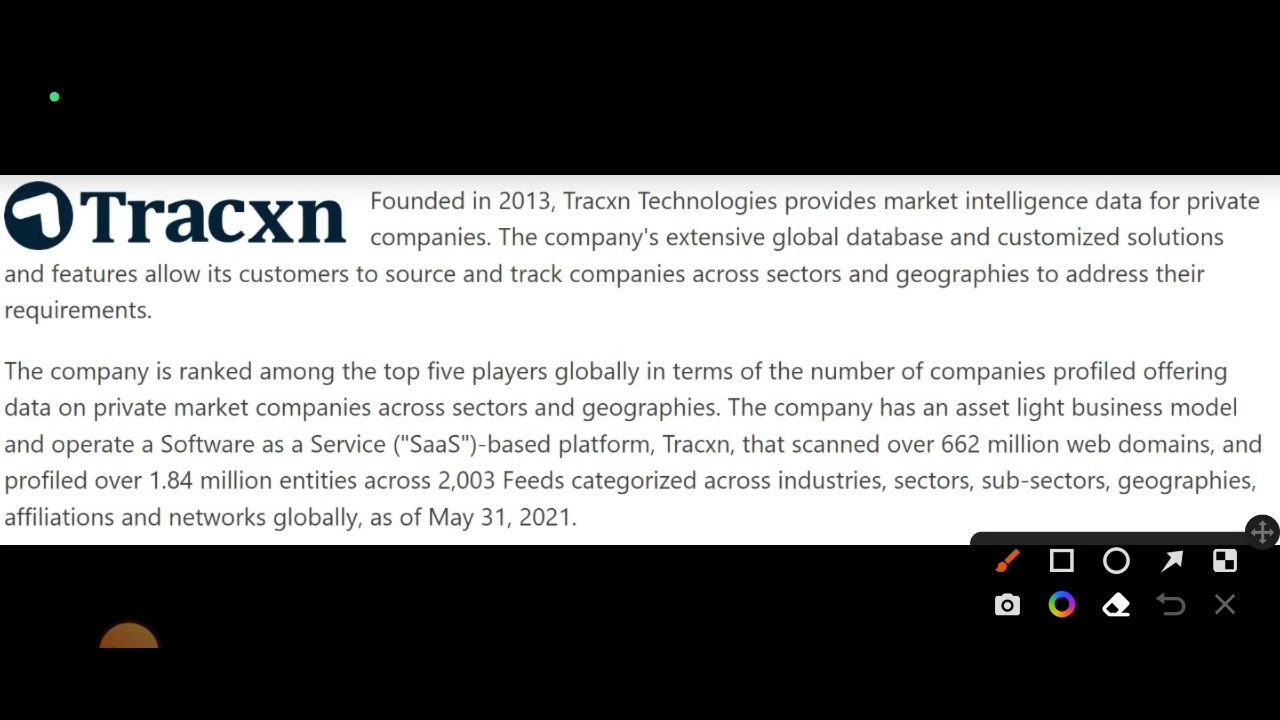 Tracxn
Founded in 2013, Tracxn Technologies provides market intelligence data for private
companies. The company's extensive global database and customized solutions
and features allow its customers to source and track companies across sectors and geographies to address their
requirements.
The company is ranked among the top five players globally in terms of the number of companies profiled offering
data on private market companies across sectors and geographies. The company has an asset light business model
and operate a Software as a Service ("SaaS")-based platform, Tracxn, that scanned over 662 million web domains, and
profiled over 1.84 million entities across 2,003 Feeds categorized across industries, sectors, sub-sectors, geographies,
affiliations and networks globally, as of May 31, 2021.